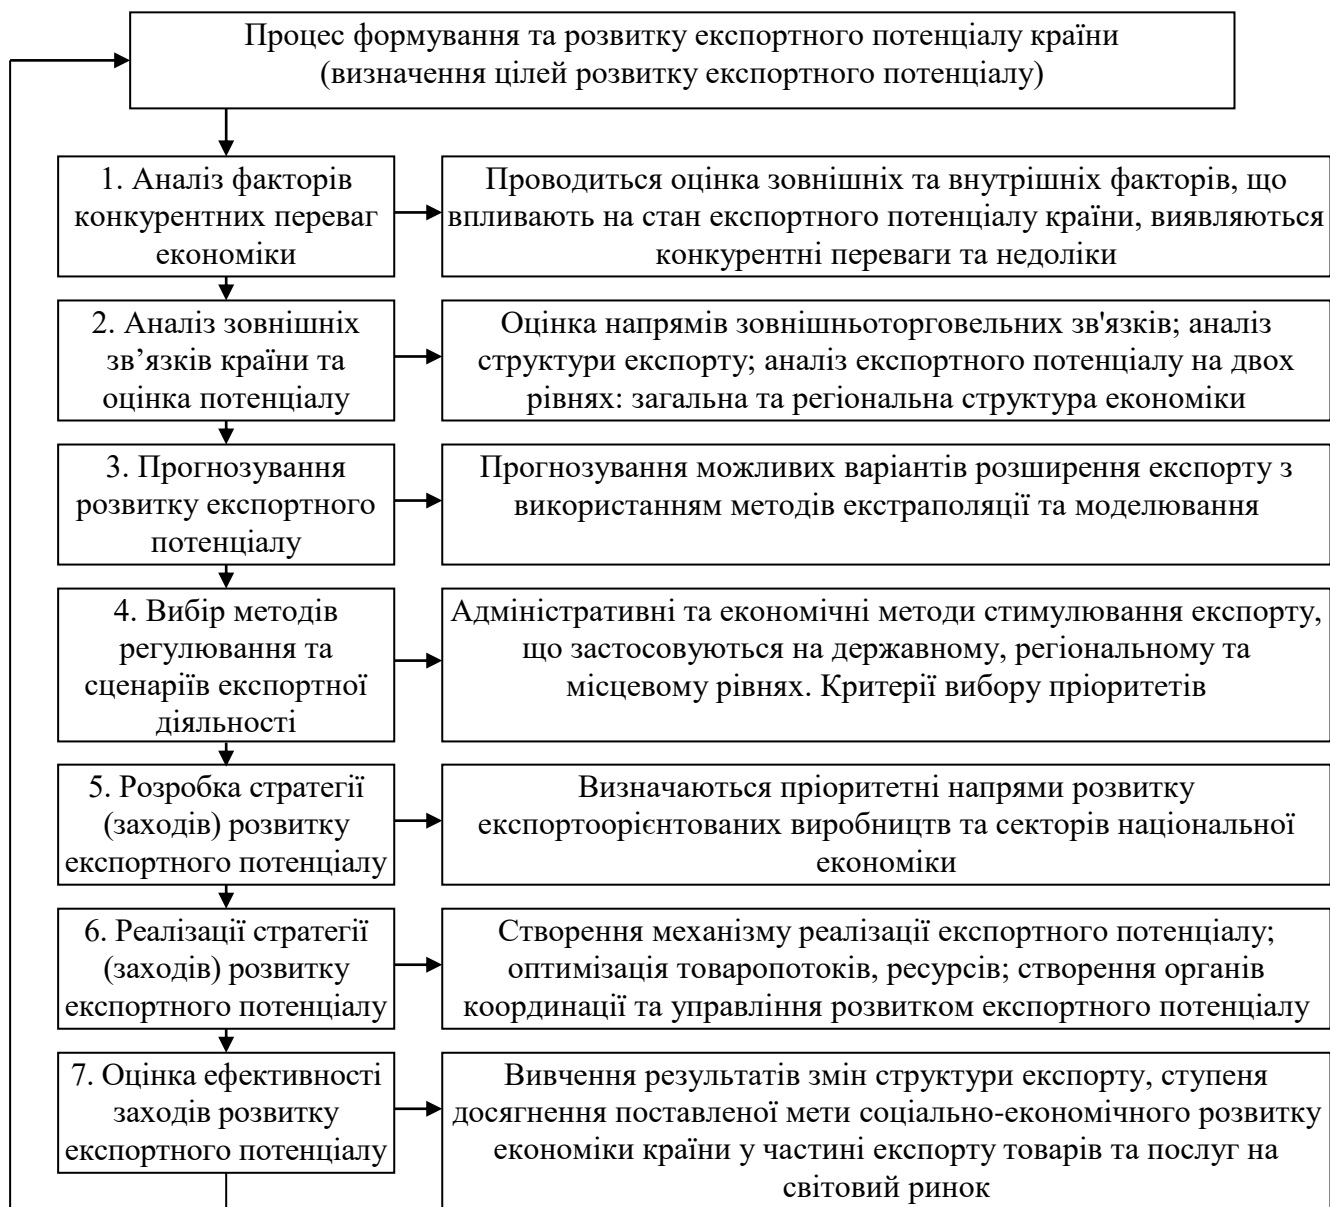 Процес формування та розвитку експортного потенціалу країни
(визначення цілей розвитку експортного потенціалу)
1. Аналіз факторів
конкурентних переваг
економіки
Проводиться оцінка зовнішніх та внутрішніх факторів, що
впливають на стан експортного потенціалу країни, виявляються
конкурентні переваги та недоліки
2. Аналіз зовнішніх
зв’язків країни та
оцінка потенціалу
Оцінка напрямів зовнішньоторговельних зв'язків; аналіз
структури експорту; аналіз експортного потенціалу на двох
рівнях: загальна та регіональна структура економіки
3. Прогнозування
розвитку експортного
потенціалу
Прогнозування можливих варіантів розширення експорту з
використанням методів екстраполяції та моделювання
4. Вибір методів
регулювання та
сценаріїв експортної
діяльності
Адміністративні та економічні методи стимулювання експорту,
що застосовуються на державному, регіональному та
місцевому рівнях. Критерії вибору пріоритетів
5. Розробка стратегії
(заходів) розвитку
експортного потенціалу
Визначаються пріоритетні напрями розвитку
експортоорієнтованих виробництв та секторів національної
економіки
6. Реалізації стратегії
(заходів) розвитку
експортного потенціалу
Створення механізму реалізації експортного потенціалу;
оптимізація товаропотоків, ресурсів; створення органів
координації та управління розвитком експортного потенціалу
7. Оцінка ефективності
заходів розвитку
експортного потенціалу
Вивчення результатів змін структури експорту, ступеня
досягнення поставленої мети соціально-економічного розвитку
економіки країни у частині експорту товарів та послуг на
світовий ринок